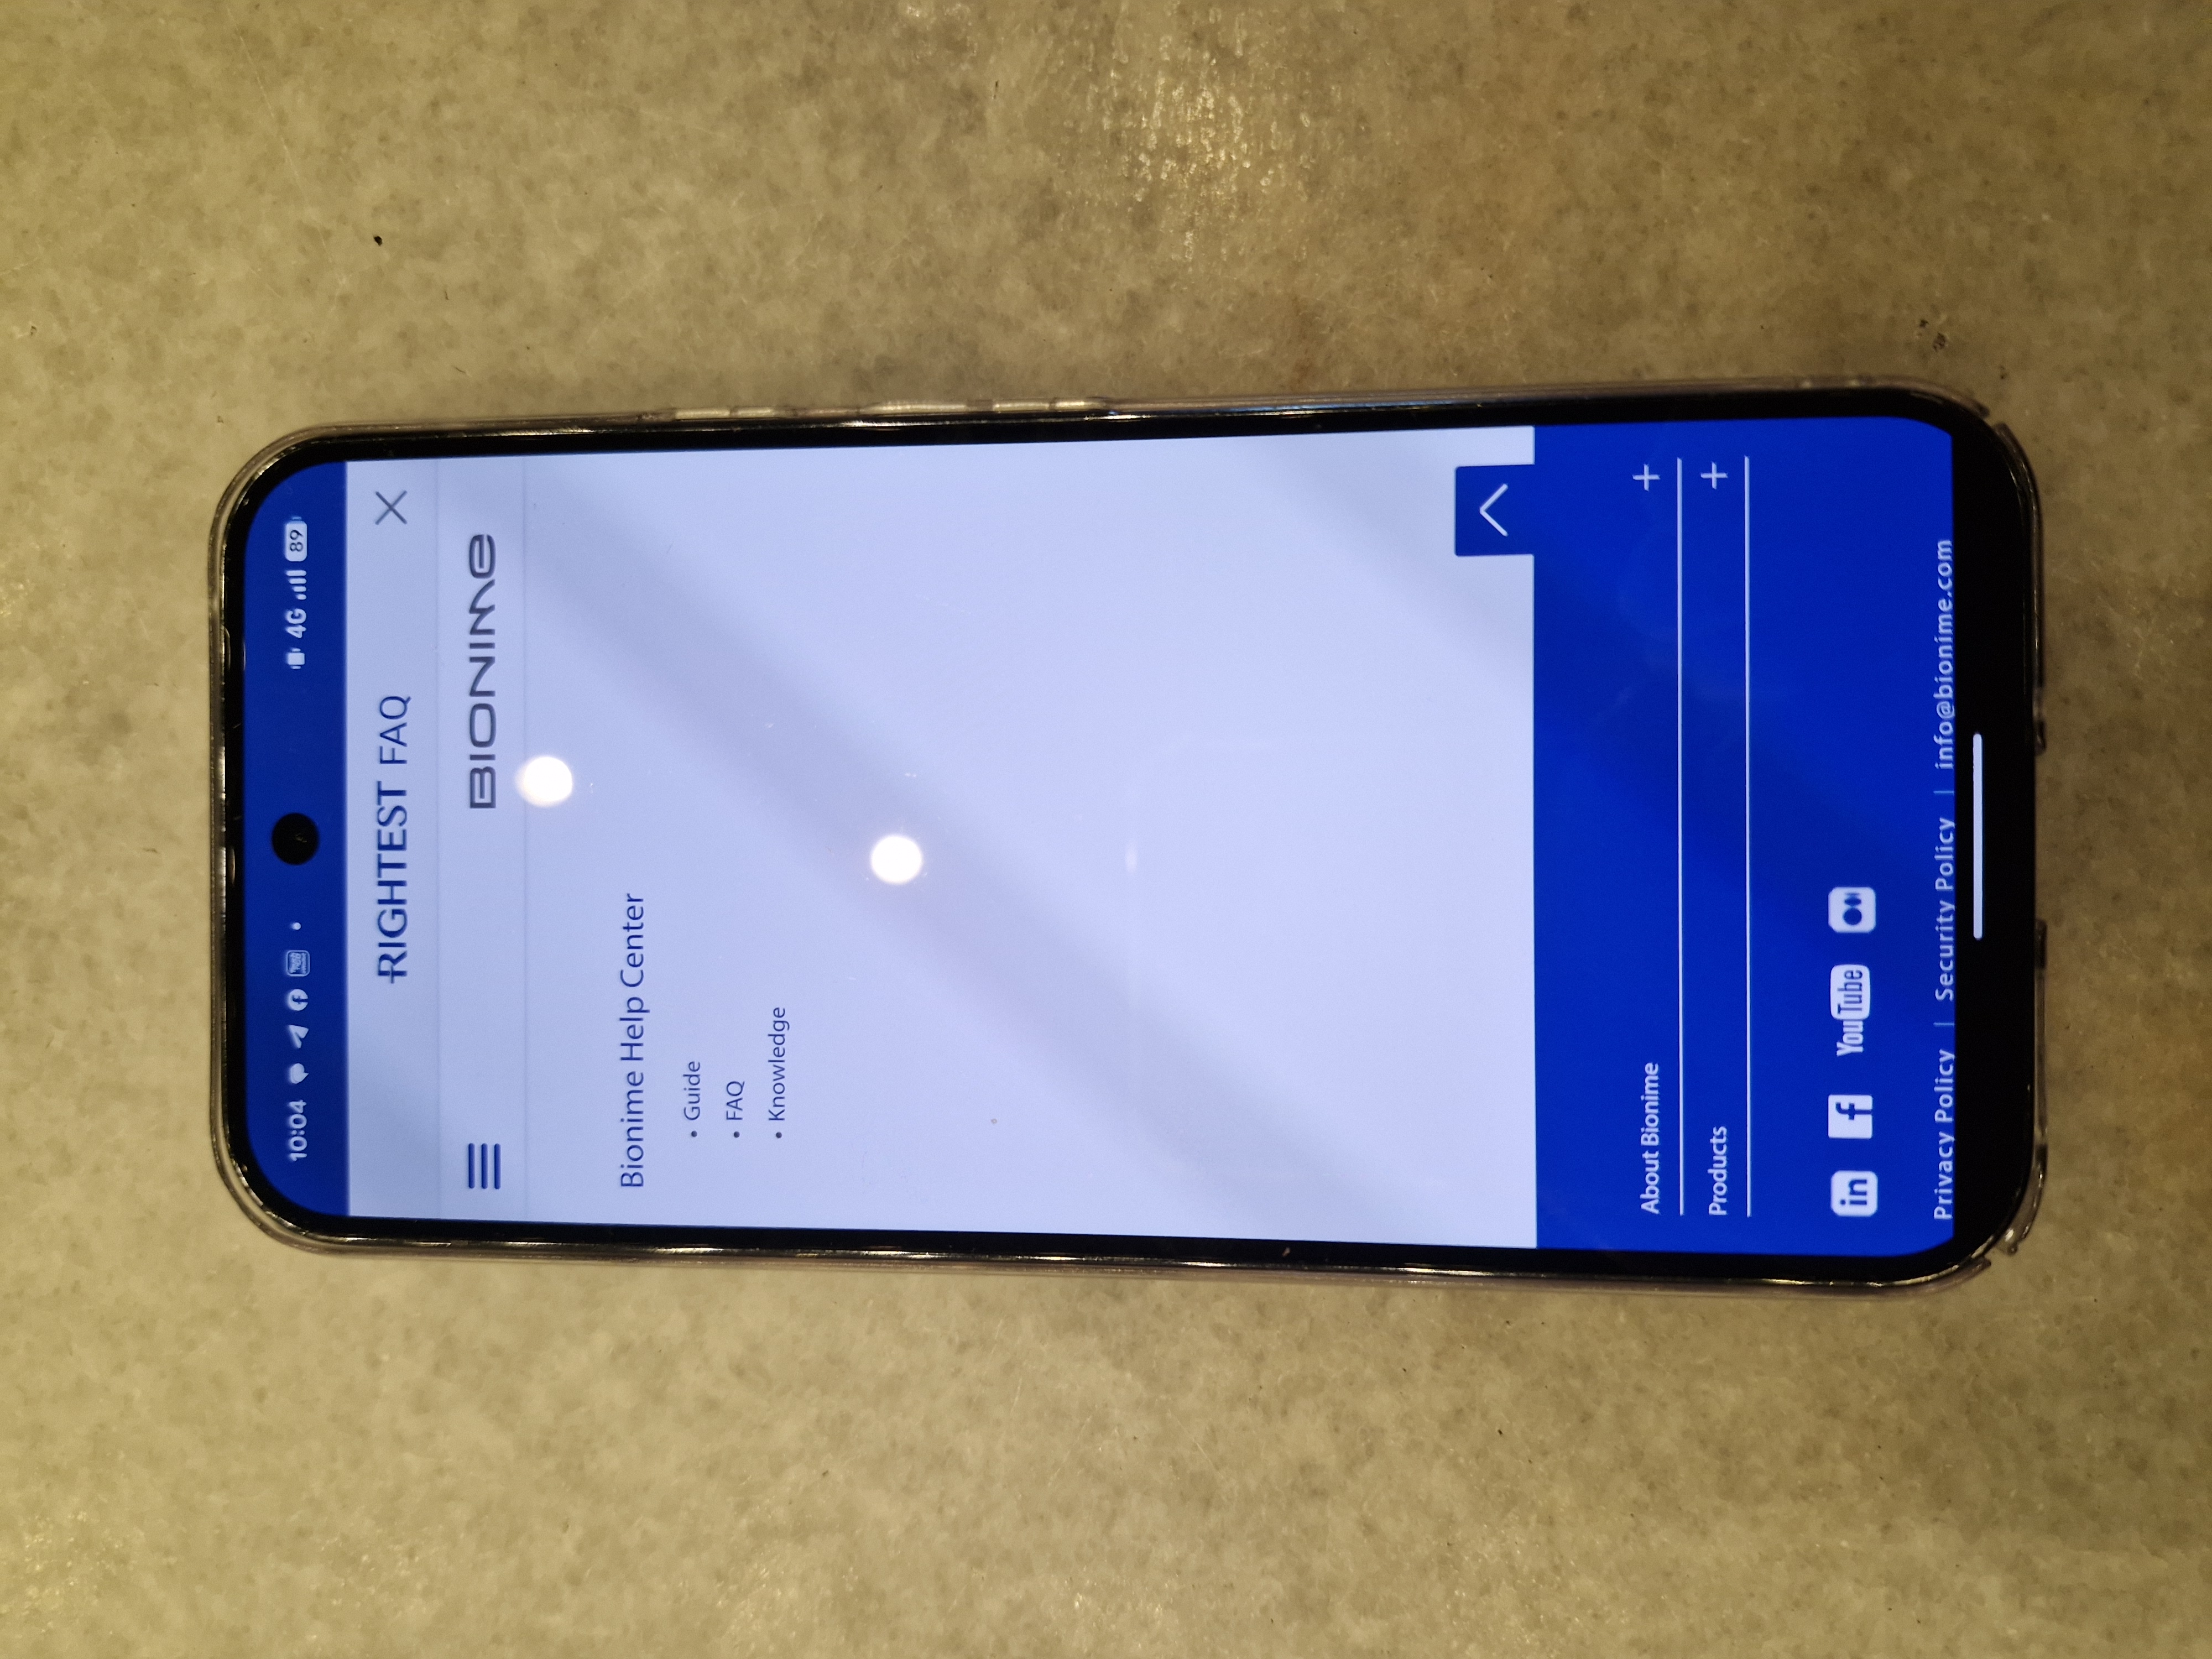 10:04 4G 89
RIGHTEST FAQ
BIONIME
Bionime Help Center
• Guide
• FAQ
• Knowledge
About Bionime
Products
in f YouTube
Privacy Policy | Security Policy | info@bionime.com